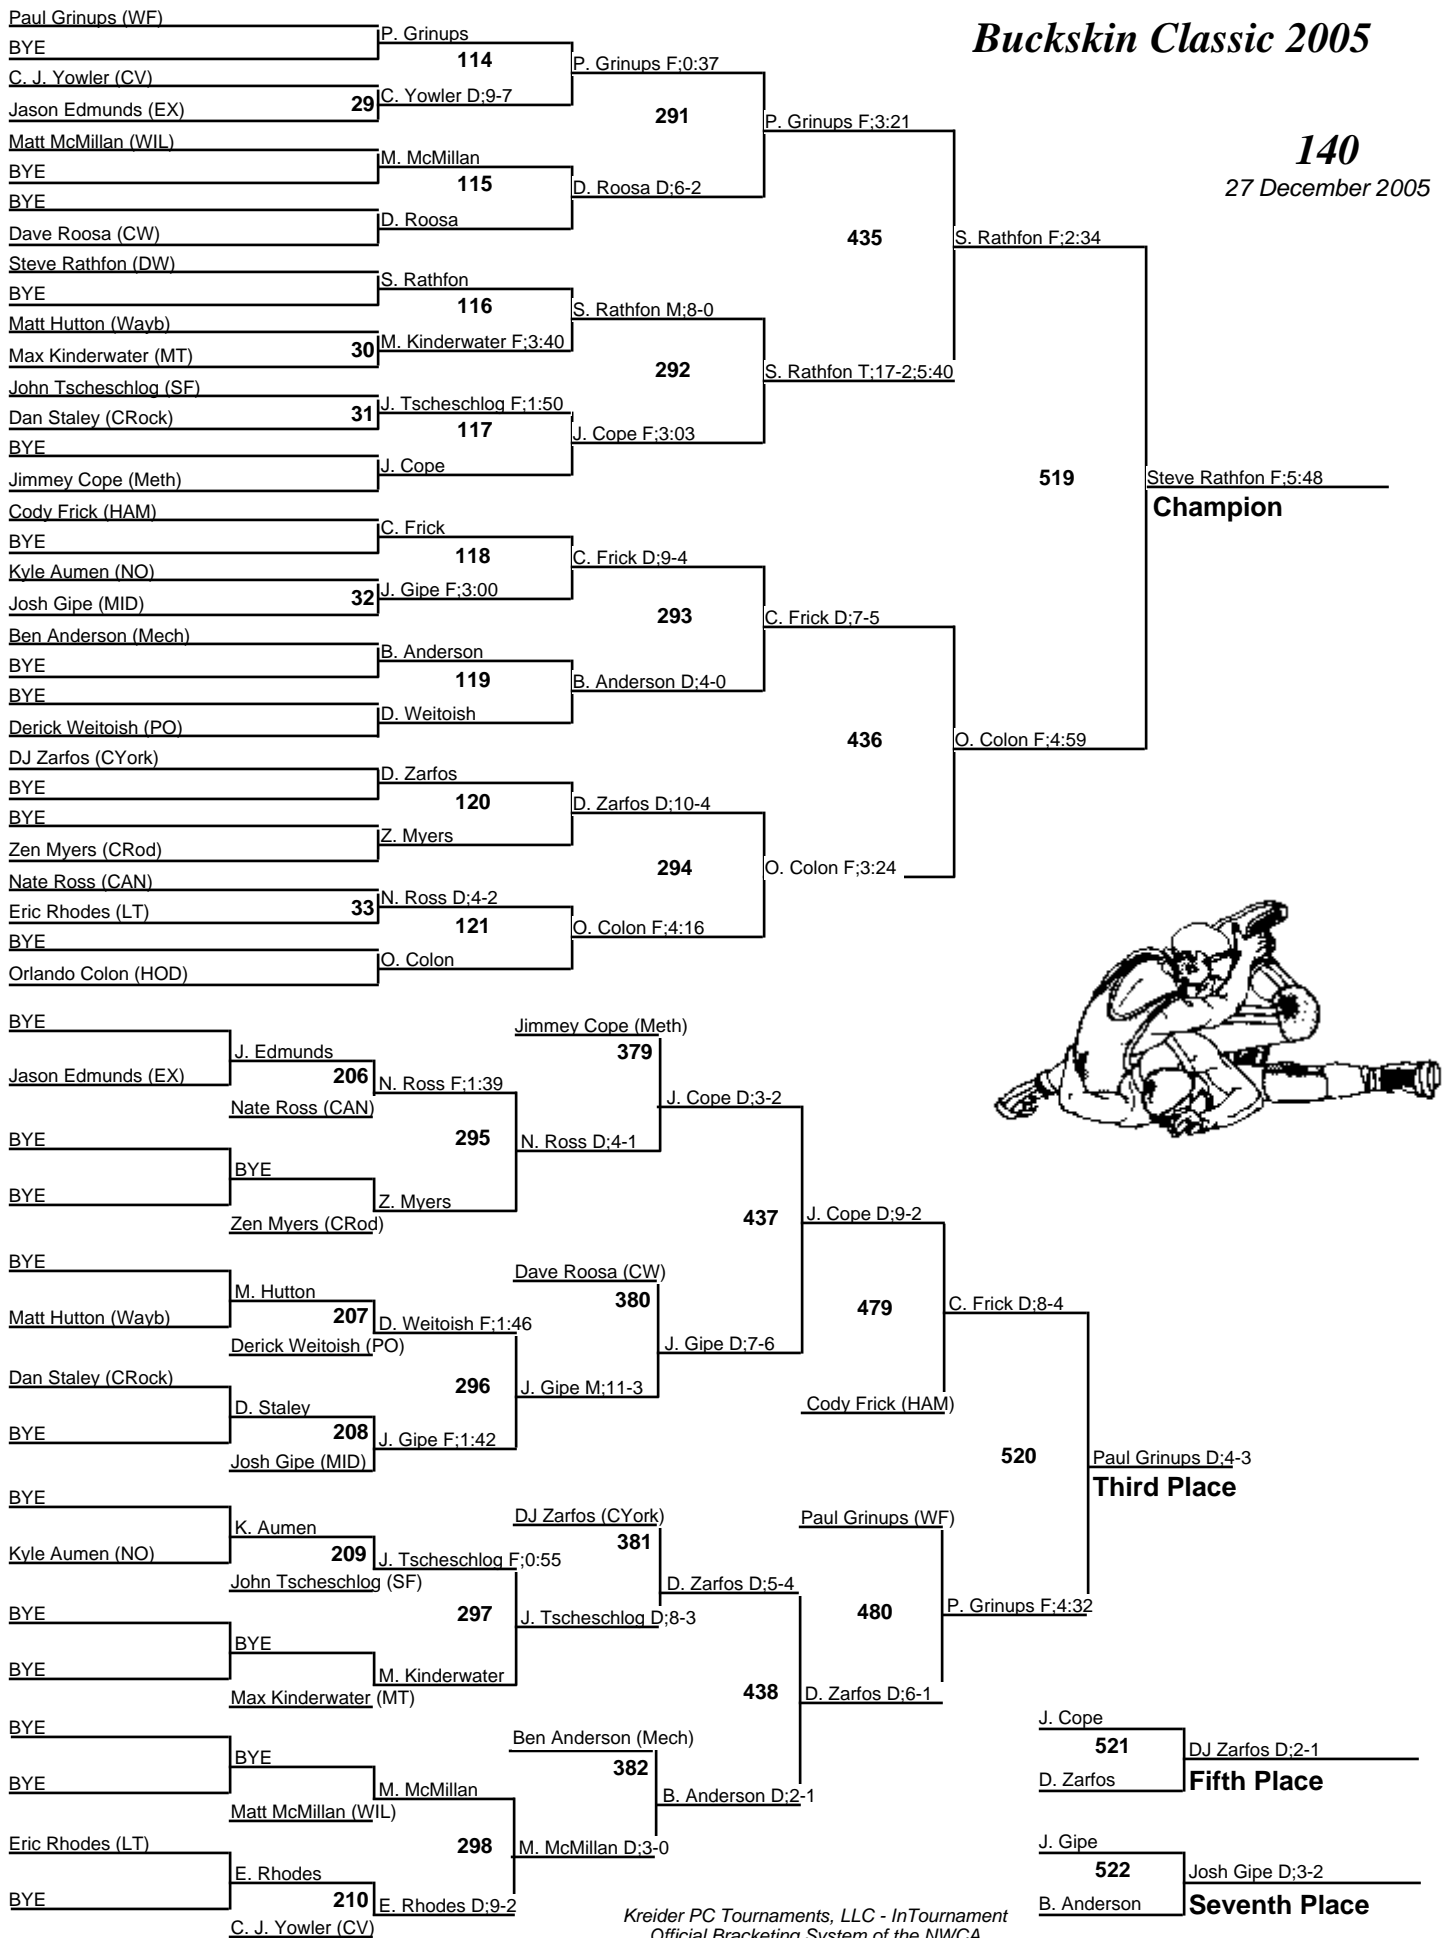 Buckskin Classic 2005
140
27 December 2005
Paul Grinups (WF)
BYE
C. J. Yowler (CV)
Jason Edmunds (EX)
Matt McMillan (WIL)
BYE
BYE
Dave Roosa (CW)
Steve Rathfon (DW)
BYE
Matt Hutton (Wayb)
Max Kinderwater (MT)
John Tscheschlog (SF)
Dan Staley (CRock)
BYE
Jimmey Cope (Meth)
Cody Frick (HAM)
BYE
Kyle Aumen (NO)
Josh Gipe (MID)
Ben Anderson (Mech)
BYE
BYE
Derick Weitoish (PO)
DJ Zarfos (CYork)
BYE
BYE
Zen Myers (CRod)
Nate Ross (CAN)
Eric Rhodes (LT)
BYE
Orlando Colon (HOD)
29
30
31
32
33
P. Grinups
114
C. Yowler D;9-7
M. McMillan
115
D. Roosa
S. Rathfon
116
M. Kinderwater F;3:40
J. Tscheschlog F;1:50
117
J. Cope
C. Frick
118
J. Gipe F;3:00
B. Anderson
119
D. Weitoish
D. Zarfos
120
Z. Myers
N. Ross D;4-2
121
O. Colon
P. Grinups F;0:37
291
D. Roosa D;6-2
S. Rathfon M;8-0
292
J. Cope F;3:03
C. Frick D;9-4
293
B. Anderson D;4-0
D. Zarfos D;10-4
294
O. Colon F;4:16
P. Grinups F;3:21
435
S. Rathfon T;17-2;5:40
C. Frick D;7-5
436
O. Colon F;3:24
S. Rathfon F;2:34
519
O. Colon F;4:59
Steve Rathfon F;5:48
Champion
BYE
Jason Edmunds (EX)
BYE
BYE
BYE
Matt Hutton (Wayb)
Dan Staley (CRock)
BYE
BYE
Kyle Aumen (NO)
BYE
BYE
BYE
BYE
Eric Rhodes (LT)
BYE
J. Edmunds
206
Nate Ross (CAN)
BYE
Zen Myers (CRod)
M. Hutton
207
Derick Weitoish (PO)
D. Staley
208
Josh Gipe (MID)
K. Aumen
209
John Tscheschlog (SF)
BYE
Max Kinderwater (MT)
BYE
Matt McMillan (WIL)
E. Rhodes
210
C. J. Yowler (CV)
N. Ross F;1:39
295
Z. Myers
D. Weitoish F;1:46
296
J. Gipe F;1:42
J. Tscheschlog F;0:55
297
M. Kinderwater
M. McMillan
298
E. Rhodes D;9-2
Jimmey Cope (Meth)
379
N. Ross D;4-1
Dave Roosa (CW)
380
J. Gipe M;11-3
DJ Zarfos (CYork)
381
J. Tscheschlog D;8-3
Ben Anderson (Mech)
382
M. McMillan D;3-0
J. Cope D;3-2
437
J. Gipe D;7-6
D. Zarfos D;5-4
438
B. Anderson D;2-1
J. Cope D;9-2
479
Cody Frick (HAM)
Paul Grinups (WF)
480
D. Zarfos D;6-1
C. Frick D;8-4
520
P. Grinups F;4:32
Paul Grinups D;4-3
Third Place
J. Cope
521
D. Zarfos
DJ Zarfos D;2-1
Fifth Place
J. Gipe
522
B. Anderson
Josh Gipe D;3-2
Seventh Place
Kreider PC Tournaments, LLC - InTournament
Official Bracketing System of the NWCA